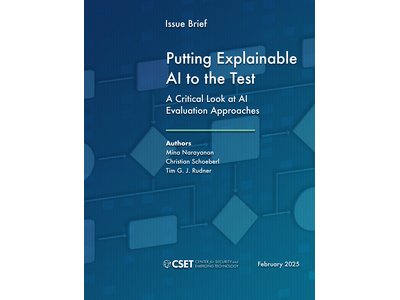 Issue Brief
Putting Explainable
AI to the Test
A Critical Look at AI
Evaluation Approaches
Authors
Mina Narayanan
Christian Schoeberl
Tim G. J. Rudner
CSET CENTER for SECURITY and
EMERGING TECHNOLOGY
February 2025